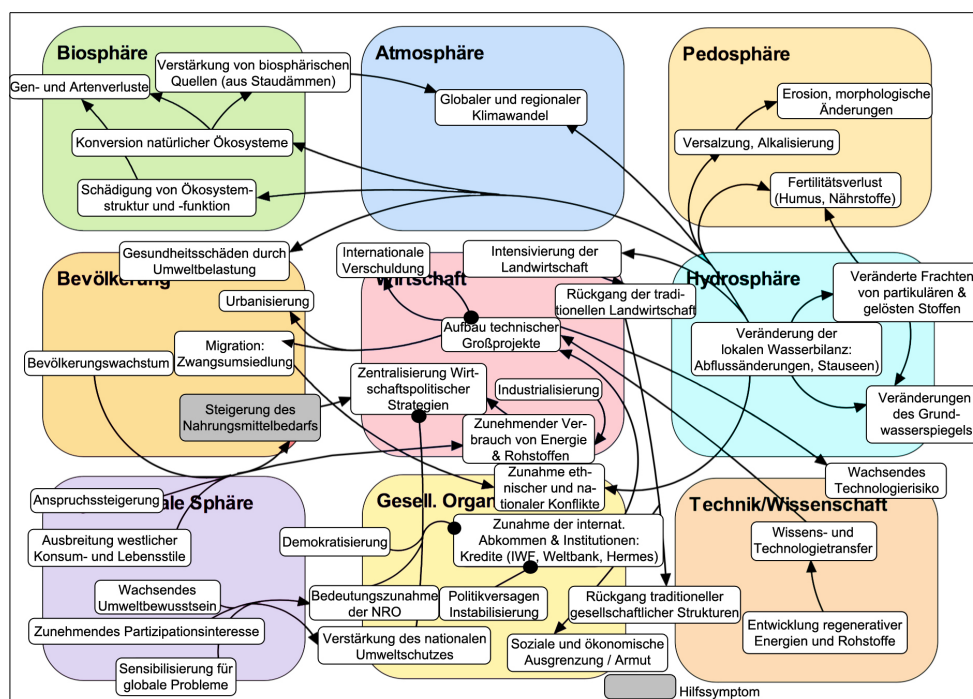 Biosphäre
Verstärkung von biosphärischen
Quellen (aus Staudämmen)
Gen- und Artenverluste
Konversion natürlicher Ökosysteme
Schädigung von Ökosystem-
struktur und -funktion
Atmosphäre
Globaler und regionaler
Klimawandel
Pedosphäre
Erosion, morphologische
Änderungen
Versalzung, Alkalisierung
Fertilitätsverlust
(Humus, Nährstoffe)
Gesundheitsschäden durch
Umweltbelastung
Bevölkerung
Urbanisierung
Migration:
Zwangsumsiedlung
Bevölkerungswachstum
Steigerung des
Nahrungsmittelbedarfs
Internationale
Verschuldung
Wirtschaft
Intensivierung der
Landwirtschaft
Rückgang der tradi-
tionellen Landwirtschaft
Aufbau technischer
Großprojekte
Zentralisierung Wirt-
schaftspolitischer
Strategien
Industrialisierung
Zunehmender Ver-
brauch von Energie
& Rohstoffen
Hydrosphäre
Veränderte Frachten
von partikulären &
gelösten Stoffen
Veränderung der
lokalen Wasserbilanz:
Abflussänderungen, Stauseen)
Veränderungen
des Grund-
wasserspiegels
Wachsendes
Technologierisiko
ale Sphäre
Anspruchssteigerung
Ausbreitung westlicher
Konsum- und Lebensstile
Wachsendes
Umweltbewusstsein
Zunehmendes Partizipationsinteresse
Sensibilisierung für
globale Probleme
Gesell. Organ
Zunahme eth-
nischer und na-
tionaler Konflikte
Demokratisierung
Zunahme der internat.
Abkommen & Institutionen:
Kredite (IWF, Weltbank, Hermes)
Bedeutungszunahme
der NRO
Politikversagen
Instabilisierung
Rückgang traditioneller
gesellschaftlicher Strukturen
Verstärkung des nationalen
Umweltschutzes
Soziale und ökonomische
Ausgrenzung / Armut
Technik/Wissenschaft
Wissens- und
Technologietransfer
Entwicklung regenerativer
Energien und Rohstoffe
Hilfssymptom